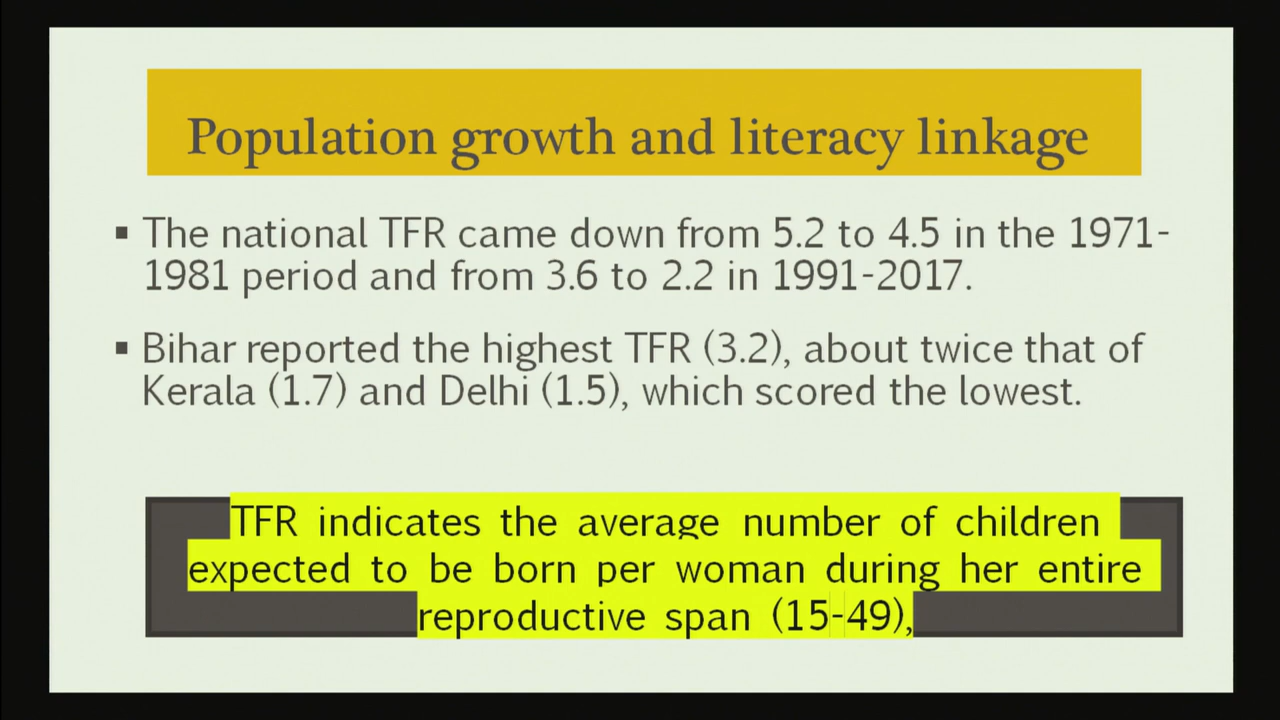 Population growth and literacy linkage
▪ The national TFR came down from 5.2 to 4.5 in the 1971-
1981 period and from 3.6 to 2.2 in 1991-2017.
▪ Bihar reported the highest TFR (3.2), about twice that of
Kerala (1.7) and Delhi (1.5), which scored the lowest.
TFR indicates the average number of children
expected to be born per woman during her entire
reproductive span (15-49),